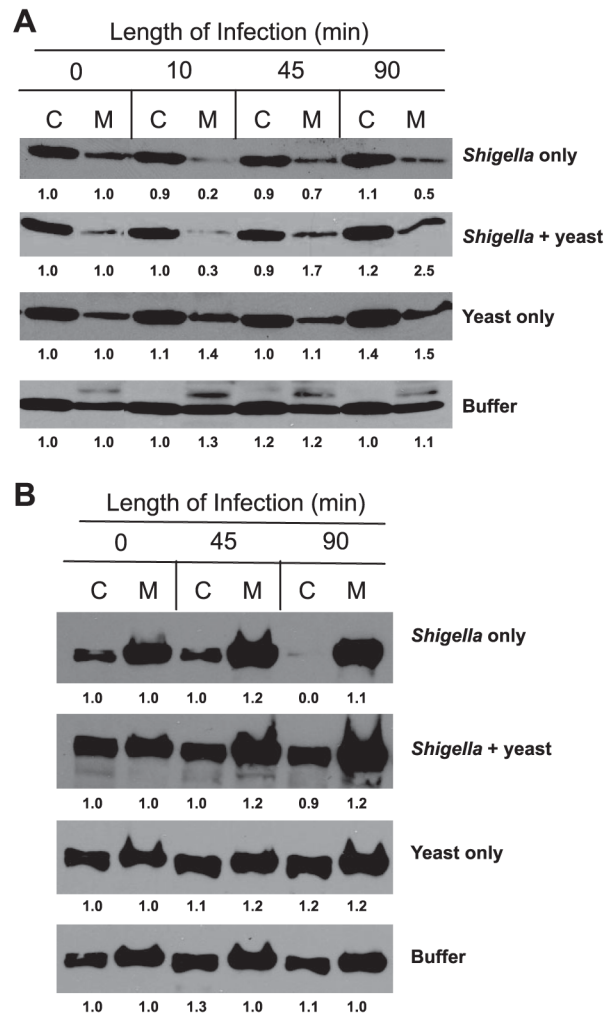 A
Length of Infection (min)
0 10 45 90
C M C M C M C M
Shigella only
1.0 1.0 0.9 0.2 0.9 0.7 1.1 0.5
Shigella + yeast
1.0 1.0 1.0 0.3 0.9 1.7 1.2 2.5
Yeast only
1.0 1.0 1.1 1.4 1.0 1.1 1.4 1.5
Buffer
1.0 1.0 1.0 1.3 1.2 1.2 1.0 1.1
B
Length of Infection (min)
0 45 90
C M C M C M
Shigella only
1.0 1.0 1.0 1.2 0.0 1.1
Shigella + yeast
1.0 1.0 1.0 1.2 0.9 1.2
Yeast only
1.0 1.0 1.1 1.2 1.2 1.2
Buffer
1.0 1.0 1.3 1.0 1.1 1.0